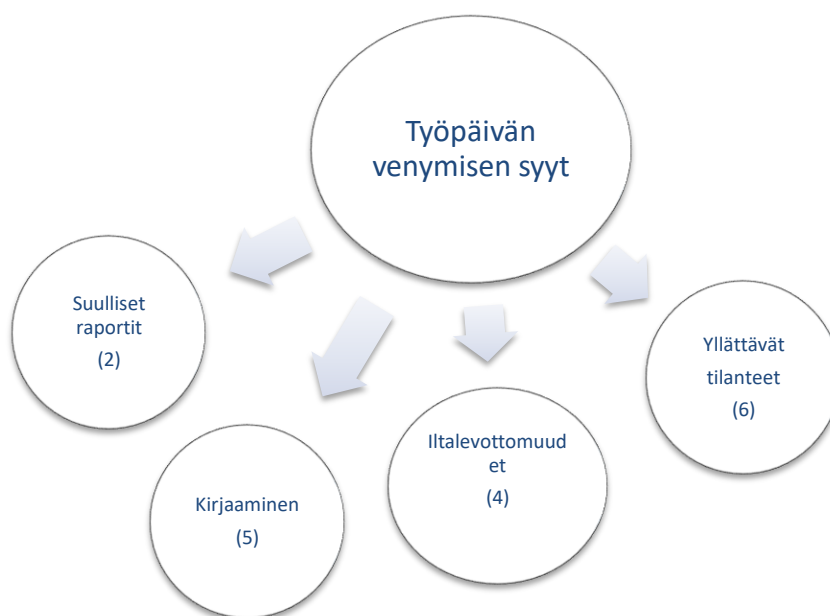 Työpäivän
venymisen syyt
Suulliset
raportit
(2)
Kirjaaminen
(5)
Iltalevottomuud
et
(4)
Yllättävät
tilanteet
(6)